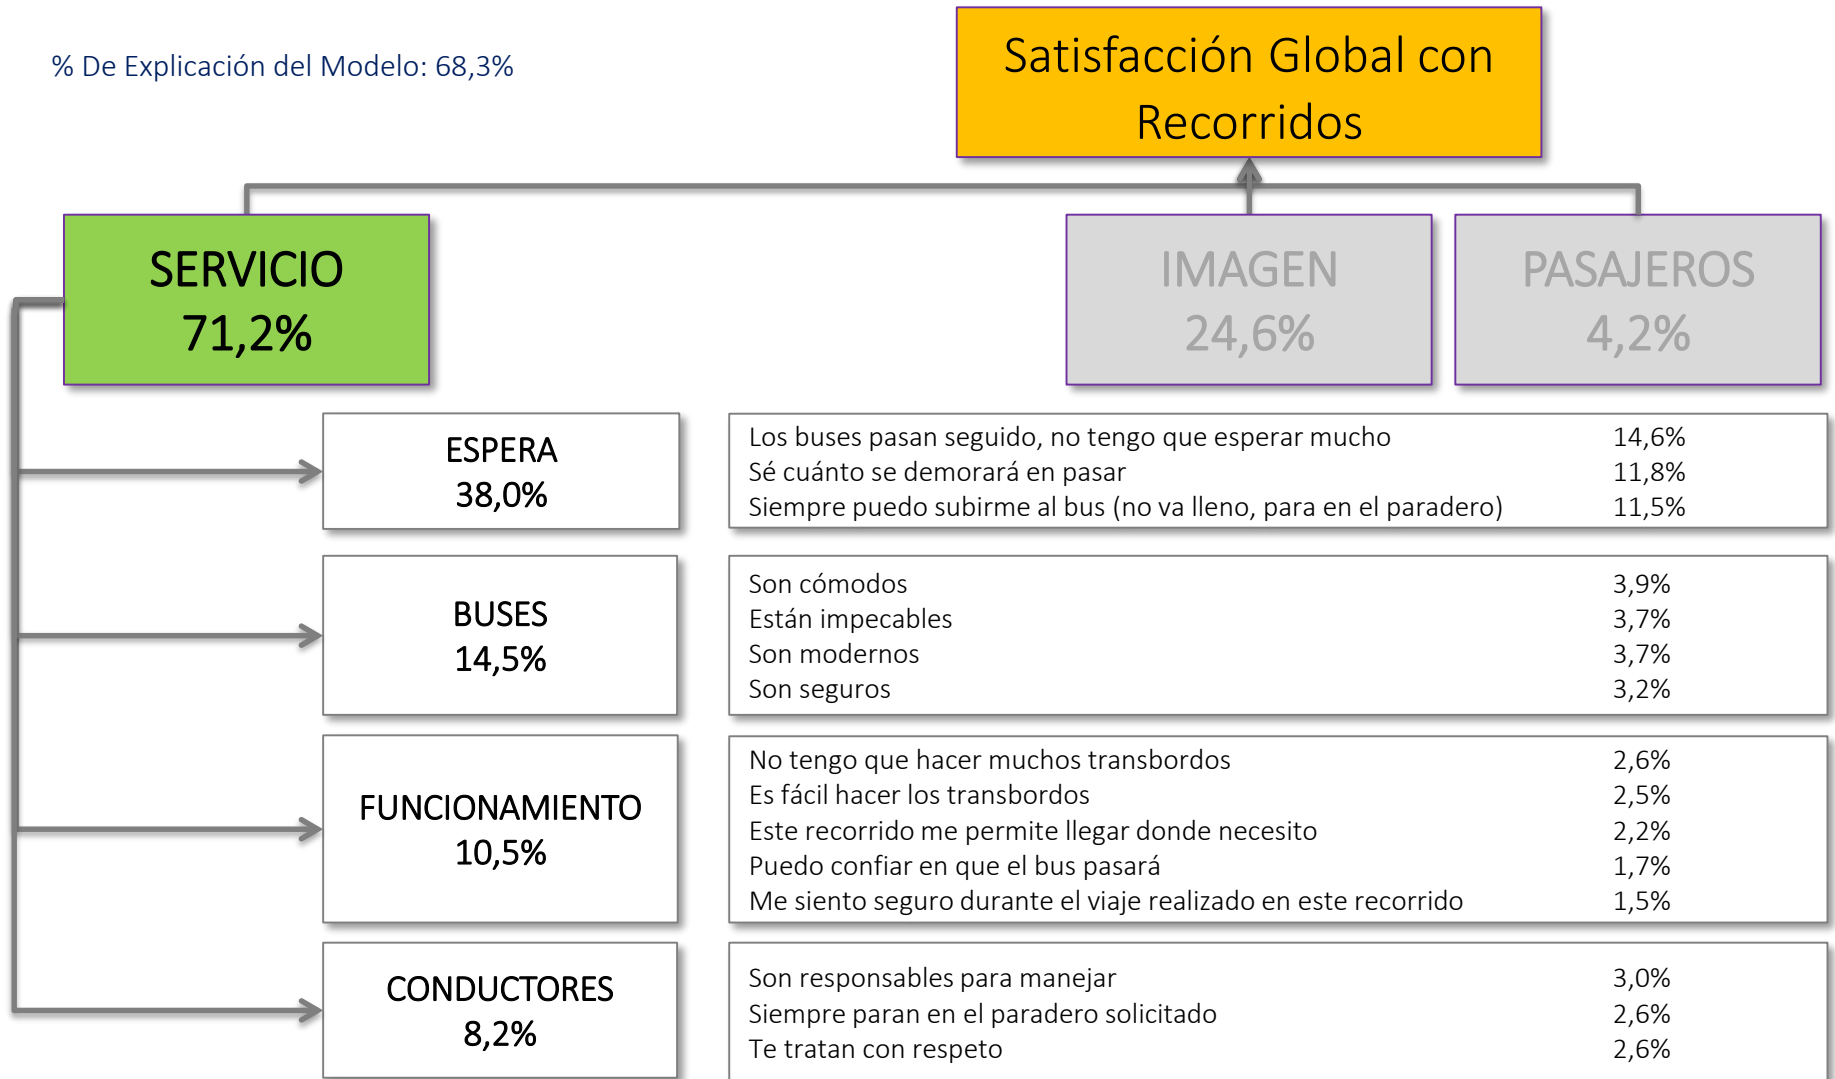 % De Explicación del Modelo: 68,3%
Satisfacción Global con
Recorridos
SERVICIO
71,2%
IMAGEN
24,6%
PASAJEROS
4,2%
ESPERA
38,0%
Los buses pasan seguido, no tengo que esperar mucho 14,6%
Sé cuánto se demorará en pasar 11,8%
Siempre puedo subirme al bus (no va lleno, para en el paradero) 11,5%
BUSES
14,5%
Son cómodos 3,9%
Están impecables 3,7%
Son modernos 3,7%
Son seguros 3,2%
FUNCIONAMIENTO
10,5%
No tengo que hacer muchos transbordos 2,6%
Es fácil hacer los transbordos 2,5%
Este recorrido me permite llegar donde necesito 2,2%
Puedo confiar en que el bus pasará 1,7%
Me siento seguro durante el viaje realizado en este recorrido 1,5%
CONDUCTORES
8,2%
Son responsables para manejar 3,0%
Siempre paran en el paradero solicitado 2,6%
Te tratan con respeto 2,6%